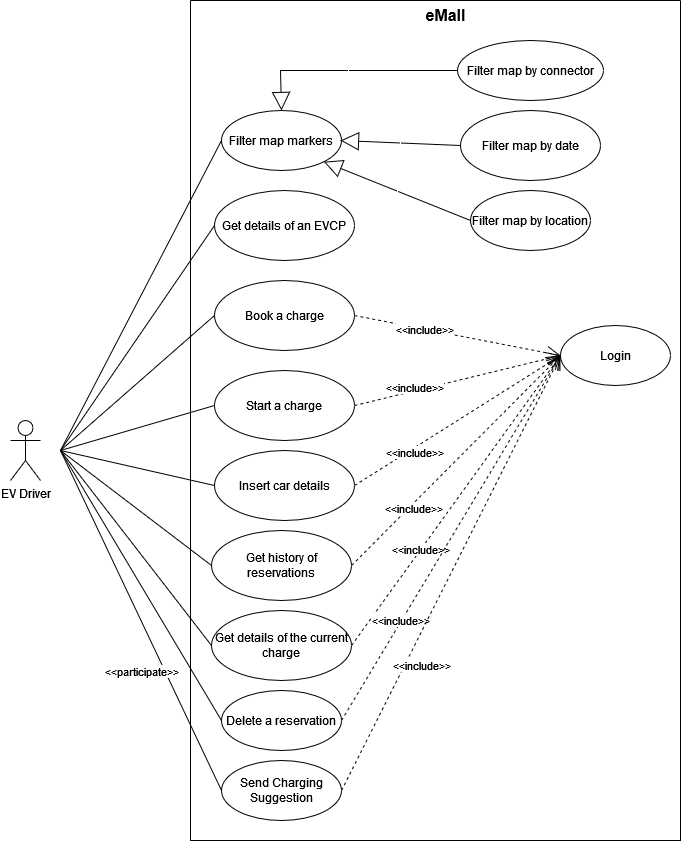 eMall
Filter map by connector
Filter map markers
Filter map by date
Filter map by location
Get details of an EVCP
Book a charge
<<include>>
Login
Start a charge
<<include>>
Insert car details
<<include>>
EV Driver
Get history of
reservations
<<include>>
<<include>>
Get details of the current
charge
<<include>>
<<participate>>
<<include>>
Delete a reservation
Send Charging
Suggestion